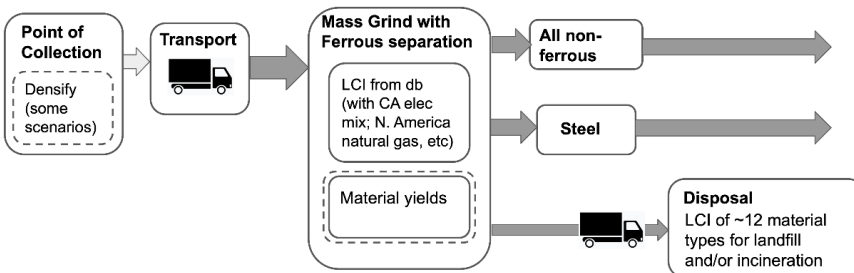 Point of
Collection
Densify
(some
scenarios)
Transport
Mass Grind with
Ferrous separation
LCI from db
(with CA elec
mix; N. America
natural gas, etc)
Material yields
All non-
ferrous
Steel
Disposal
LCI of ~12 material
types for landfill
and/or incineration